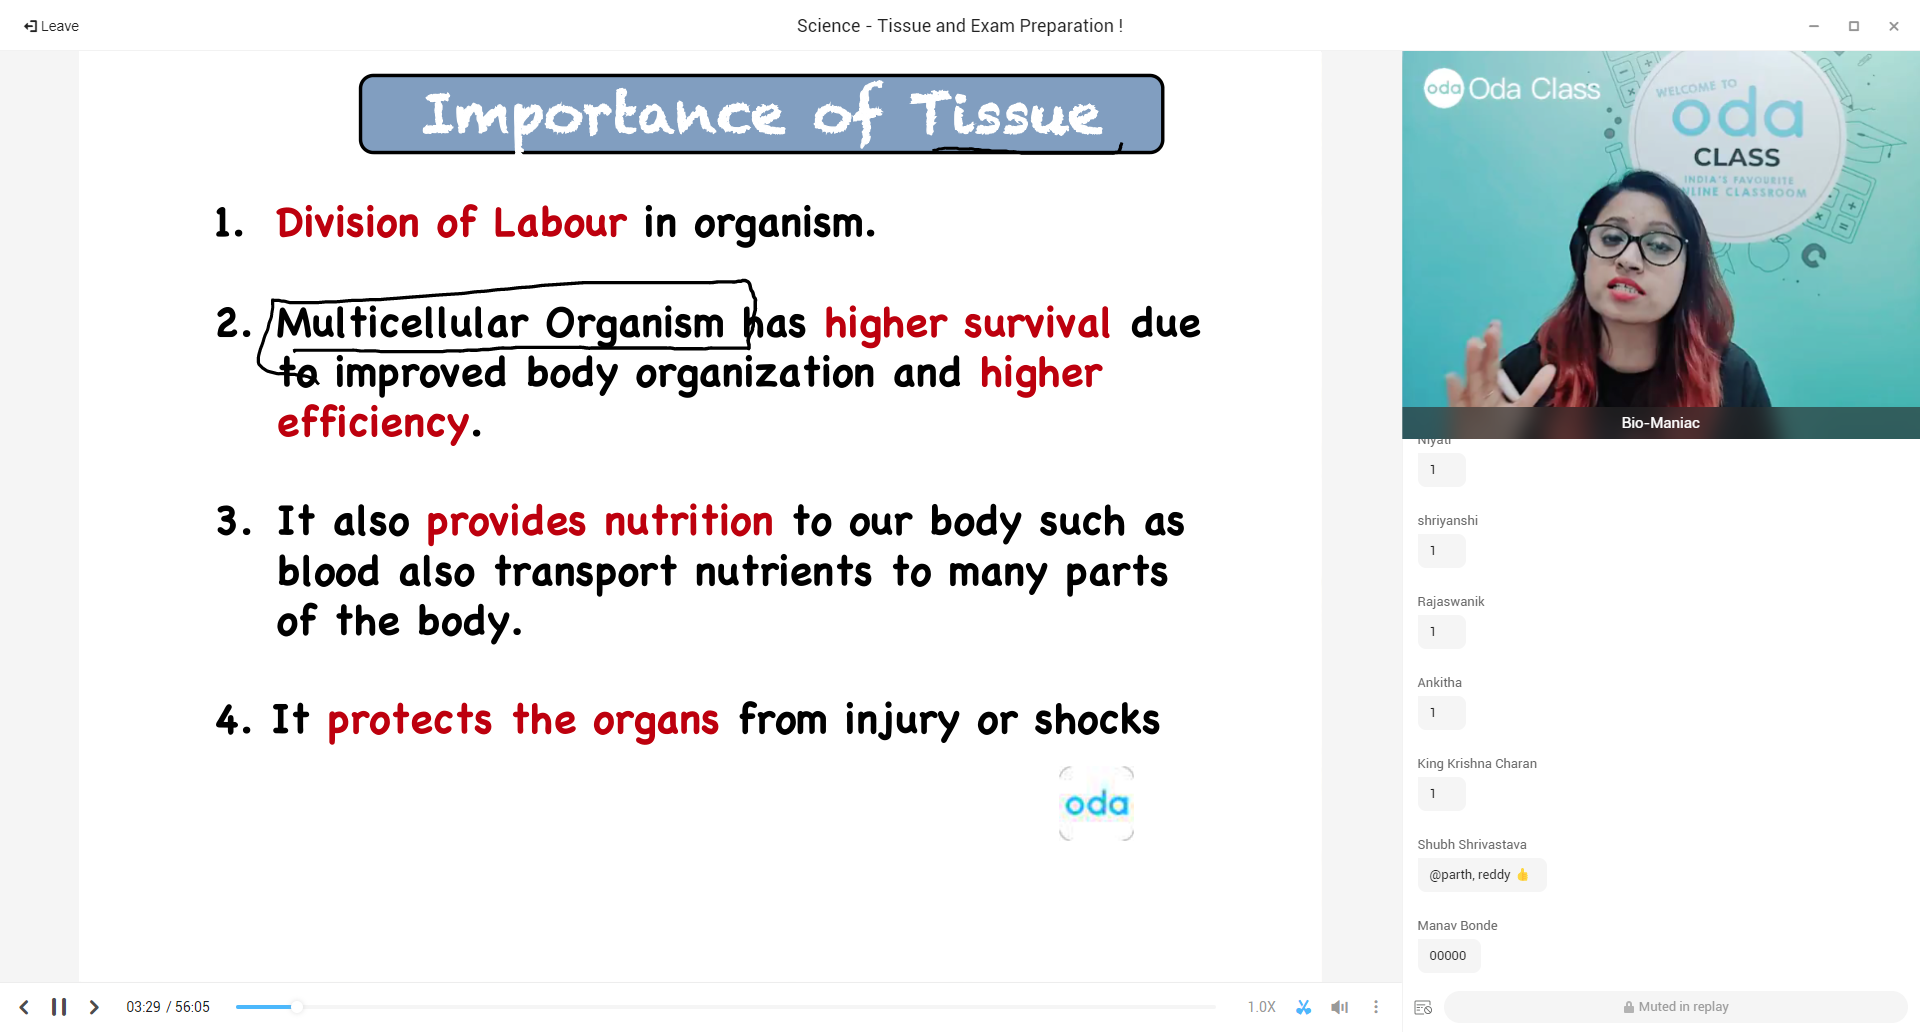 Leave
Science - Tissue and Exam Preparation !
Importance of Tissue
1. Division of Labour in organism.
2. Multicellular Organism has higher survival due
to improved body organization and higher
efficiency.
3. It also provides nutrition to our body such as
blood also transport nutrients to many parts
of the body.
4. It protects the organs from injury or shocks
oda
oda Oda Class
WELCOME TO
oda
CLASS
INDIA'S FAVOURITE
ONLINE CLASSROOM
Bio-Maniac
Niyati
1
shriyanshi
1
Rajaswanik
1
Ankitha
1
King Krishna Charan
1
Shubh Shrivastava
@parth, reddy 👍
Manav Bonde
00000
03:29 / 56:05
1.0X
Muted in replay